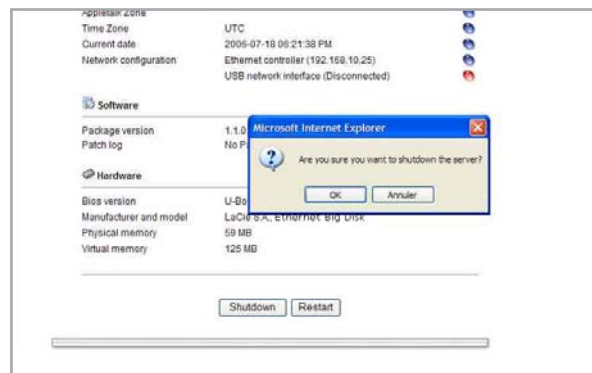 Appletalk Zone
Time Zone UTC
Current date 2006-07-18 06:21:38 PM
Network configuration Ethernet controller (192.168.10.25)
USB network interface (Disconnected)
Software
Package version 1.1.0
Patch log No P
Microsoft Internet Explorer
Are you sure you want to shutdown the server?
OK Annuler
Hardware
Bios version U-Bo
Manufacturer and model LaCie S.A., Ethernet Big Disk
Physical memory 59 MB
Virtual memory 125 MB
Shutdown Restart